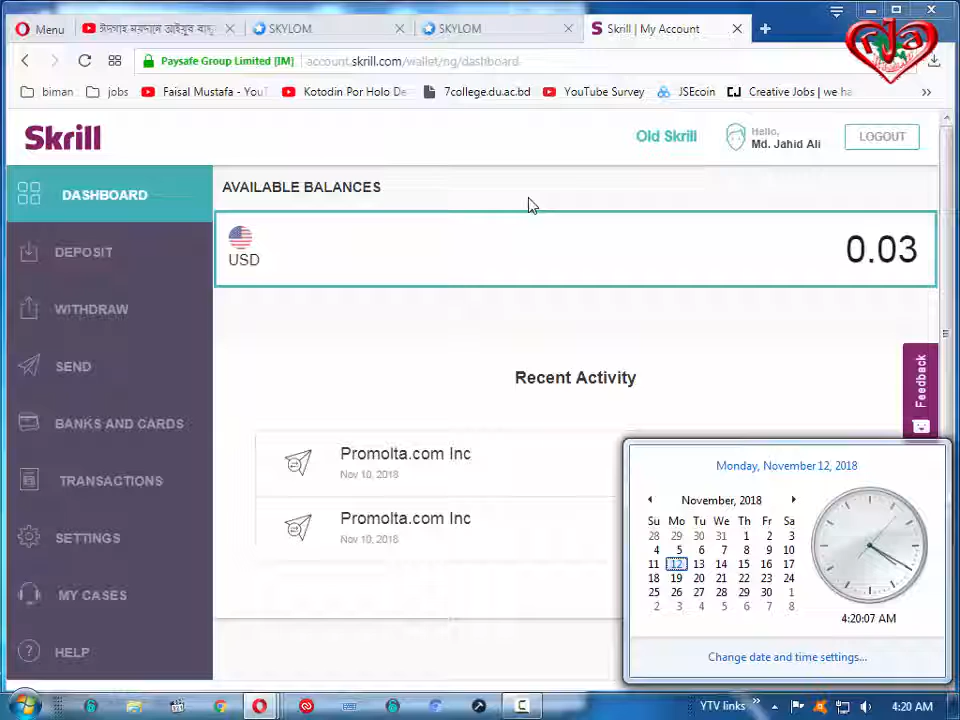 Menu
ঈদগাহ ময়দানে আইয়ুব বাচ্চু
SKYLOM
SKYLOM
Skrill | My Account
Paysafe Group Limited [IM]
account.skrill.com/wallet/ng/dashboard
biman
jobs
Faisal Mustafa - YouT
Kotodin Por Holo De
7college.du.ac.bd
YouTube Survey
JSEcoin
Creative Jobs | we ha
»
Skrill
Old Skrill
Hello,
Md. Jahid Ali
LOGOUT
DASHBOARD
DEPOSIT
WITHDRAW
SEND
BANKS AND CARDS
TRANSACTIONS
SETTINGS
MY CASES
HELP
AVAILABLE BALANCES
USD
0.03
Recent Activity
Promolta.com Inc
Nov 10, 2018
Promolta.com Inc
Nov 10, 2018
Feedback
Monday, November 12, 2018
November, 2018
Su Mo Tu We Th Fr Sa
28 29 30 31 1 2 3
4 5 6 7 8 9 10
11 12 13 14 15 16 17
18 19 20 21 22 23 24
25 26 27 28 29 30 1
2 3 4 5 6 7 8
4:20:07 AM
Change date and time settings...
YTV links »
4:20 AM